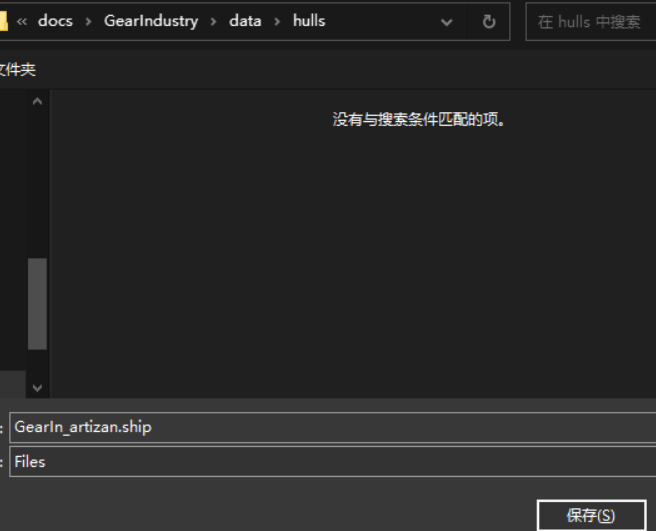 « docs > GearIndustry > data > hulls
在 hulls 中搜索
文件夹
没有与搜索条件匹配的项。
: GearIn_artizan.ship
: Files
保存(S)